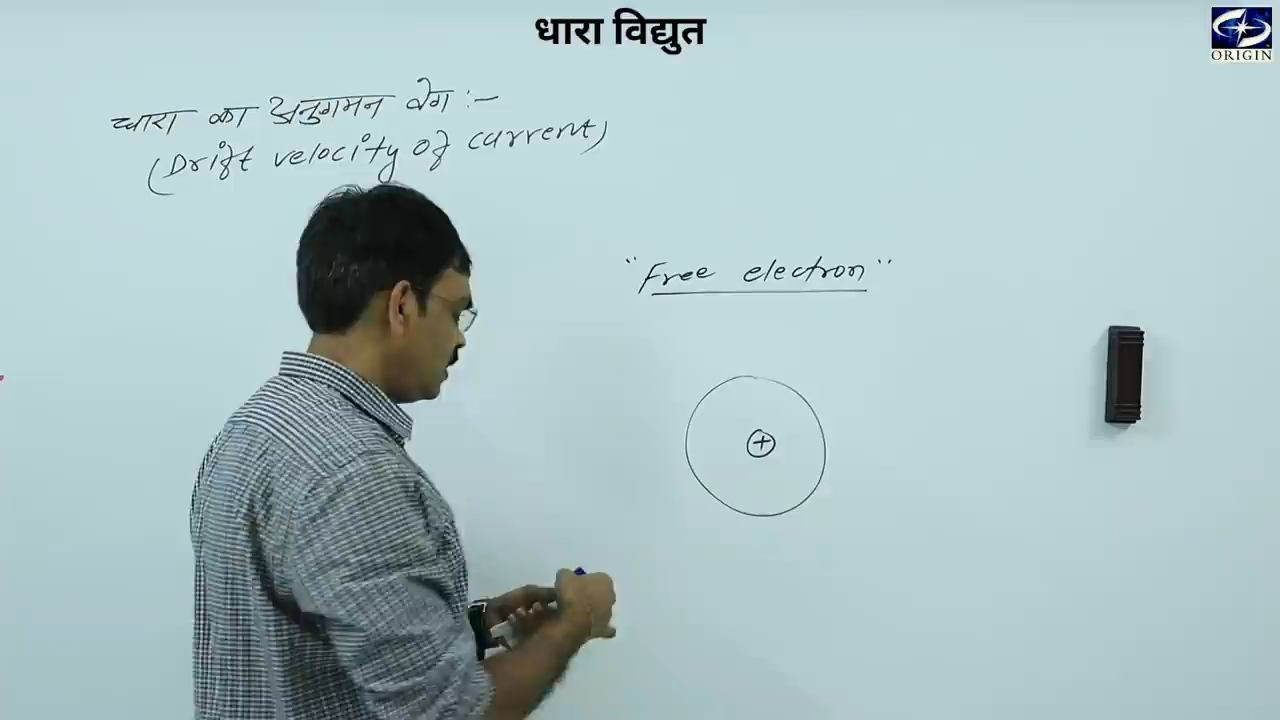 धारा विद्युत
ORIGIN
धारा का अनुगमन वेग :-
(Drift velocity of current)
"Free electron"
+